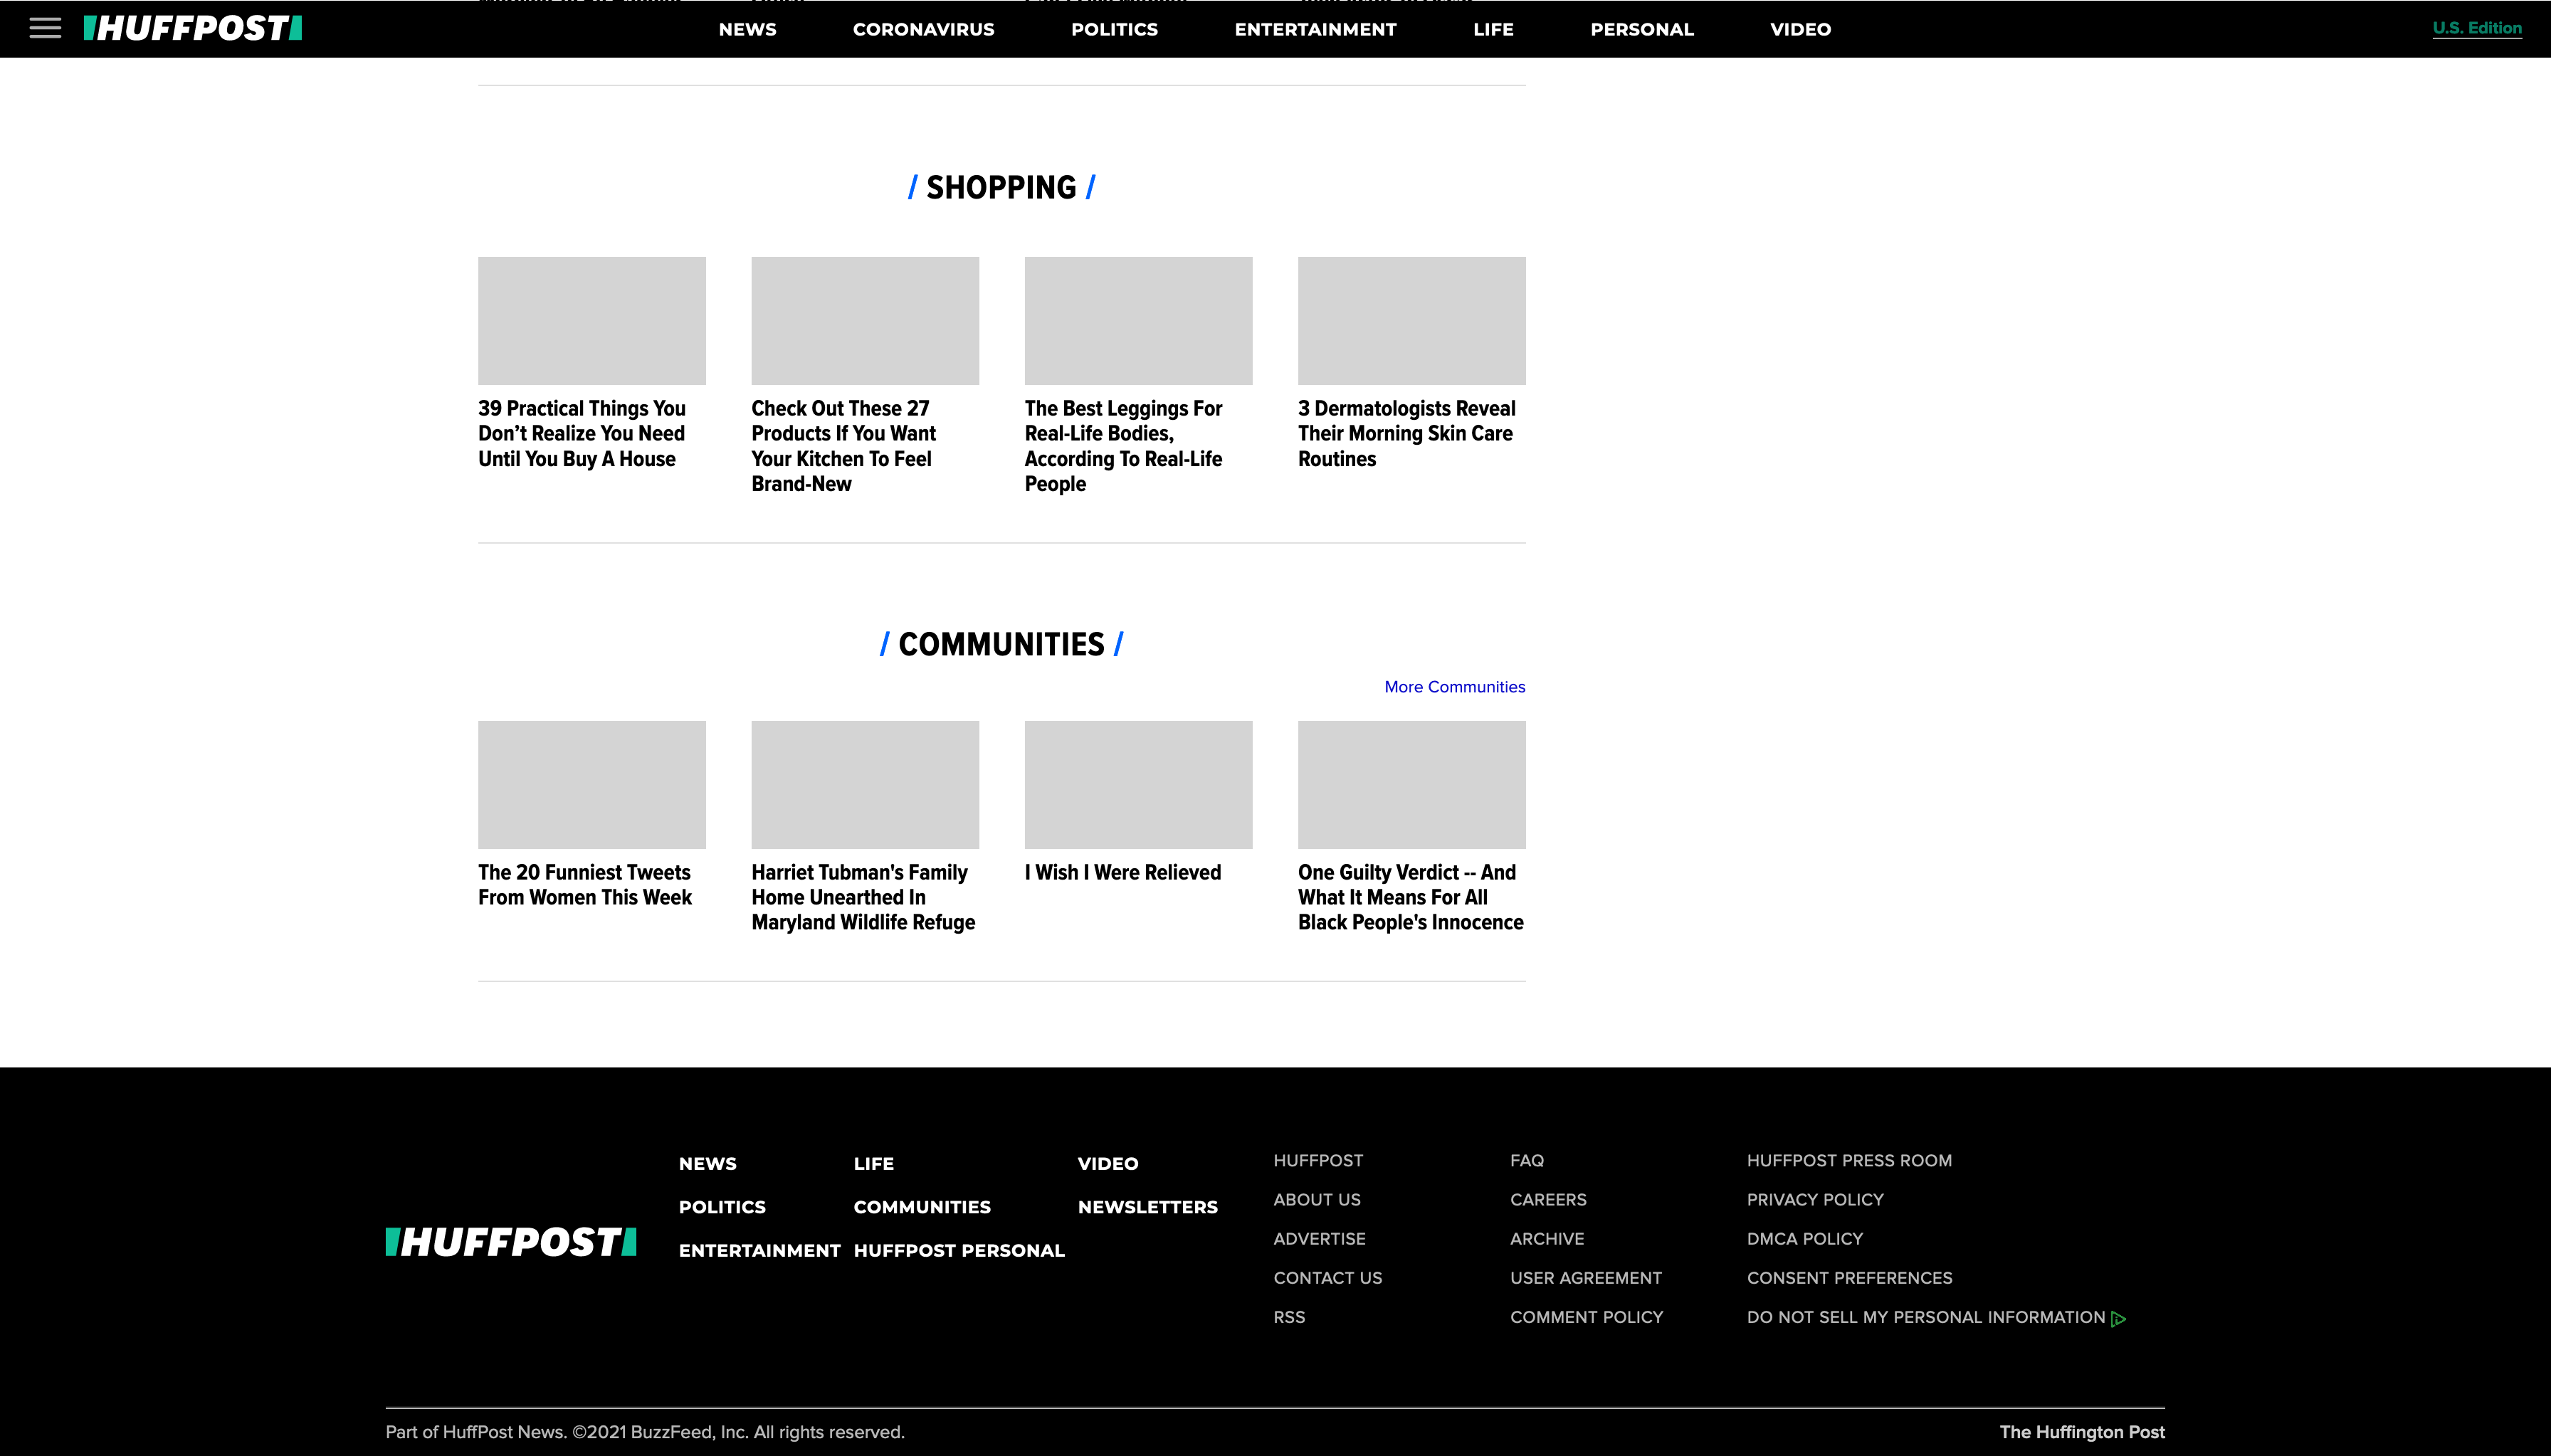 HUFFPOST
NEWS
CORONAVIRUS
POLITICS
ENTERTAINMENT
LIFE
PERSONAL
VIDEO
U.S. Edition
/ SHOPPING /
39 Practical Things You
Don’t Realize You Need
Until You Buy A House
Check Out These 27
Products If You Want
Your Kitchen To Feel
Brand-New
The Best Leggings For
Real-Life Bodies,
According To Real-Life
People
3 Dermatologists Reveal
Their Morning Skin Care
Routines
/ COMMUNITIES /
More Communities
The 20 Funniest Tweets
From Women This Week
Harriet Tubman's Family
Home Unearthed In
Maryland Wildlife Refuge
I Wish I Were Relieved
One Guilty Verdict -- And
What It Means For All
Black People's Innocence
HUFFPOST
NEWS
POLITICS
ENTERTAINMENT
LIFE
COMMUNITIES
HUFFPOST PERSONAL
VIDEO
NEWSLETTERS
HUFFPOST
ABOUT US
ADVERTISE
CONTACT US
RSS
FAQ
CAREERS
ARCHIVE
USER AGREEMENT
COMMENT POLICY
HUFFPOST PRESS ROOM
PRIVACY POLICY
DMCA POLICY
CONSENT PREFERENCES
DO NOT SELL MY PERSONAL INFORMATION
Part of HuffPost News. ©2021 BuzzFeed, Inc. All rights reserved.
The Huffington Post